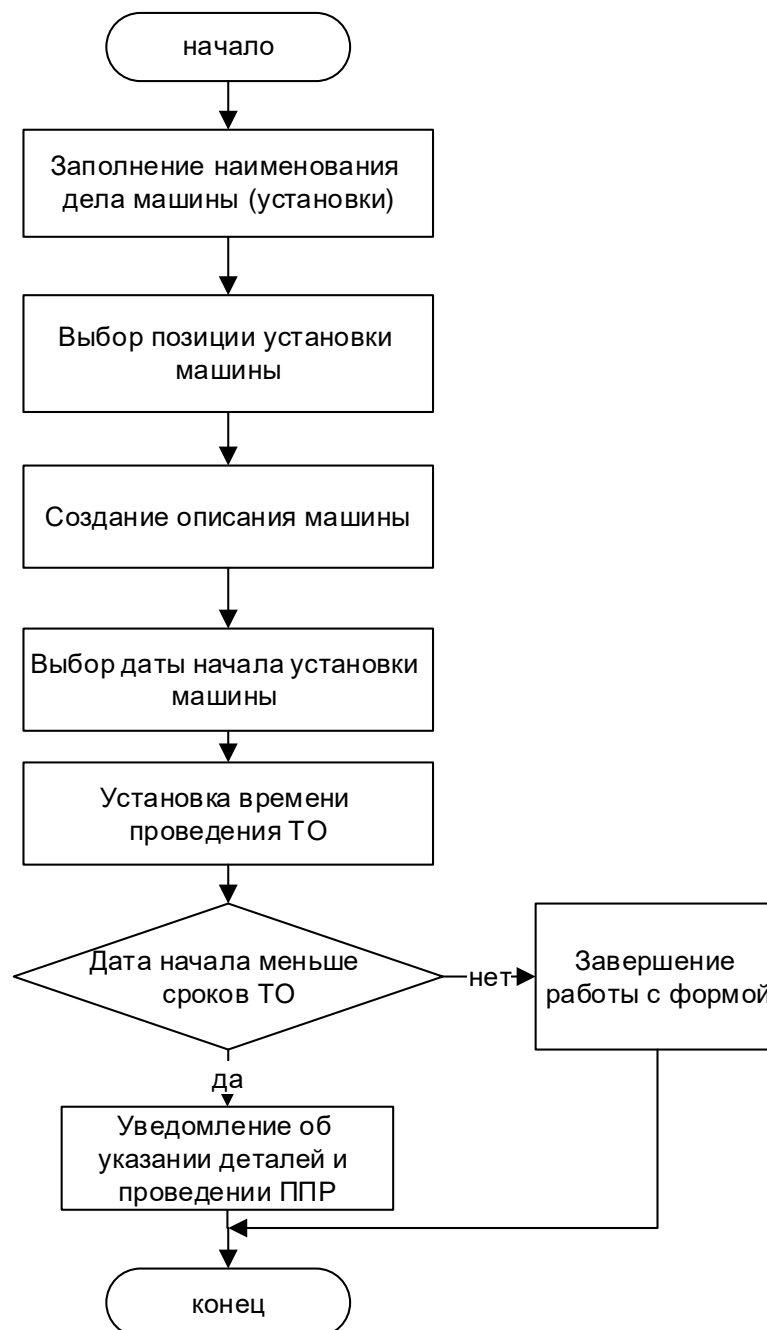 начало
Заполнение наименования
дела машины (установки)
Выбор позиции установки
машины
Создание описания машины
Выбор даты начала установки
машины
Установка времени
проведения ТО
Дата начала меньше
сроков ТО
нет
Завершение
работы с формой
да
Уведомление об
указании деталей и
проведении ППР
конец